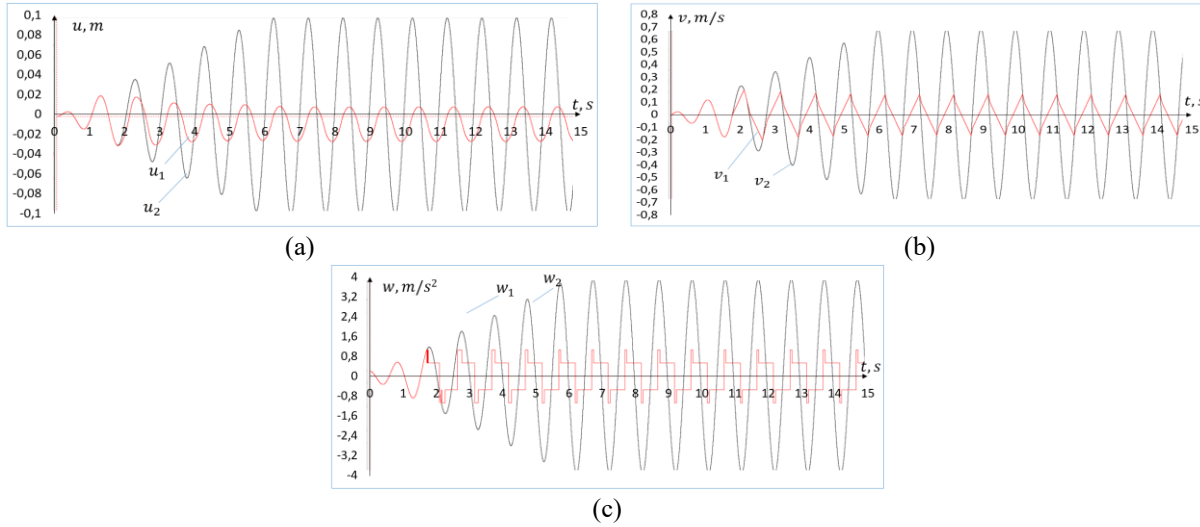 0,1
u, m
0,08
0,06
0,04
0,02
0
-0,02
-0,04
-0,06
-0,08
-0,1
0 1 2 3 4 5 6 7 8 9 10 11 12 13 14 15
t, s
u₁
u₂
(a)
0,8
v, m/s
0,7
0,6
0,5
0,4
0,3
0,2
0,1
0
-0,1
-0,2
-0,3
-0,4
-0,5
-0,6
-0,7
-0,8
0 1 2 3 4 5 6 7 8 9 10 11 12 13 14 15
t, s
v₁
v₂
(b)
4
w, m/s²
3,2
2,4
1,6
0,8
0
-0,8
-1,6
-2,4
-3,2
-4
0 1 2 3 4 5 6 7 8 9 10 11 12 13 14 15
t, s
w₁
w₂
(c)